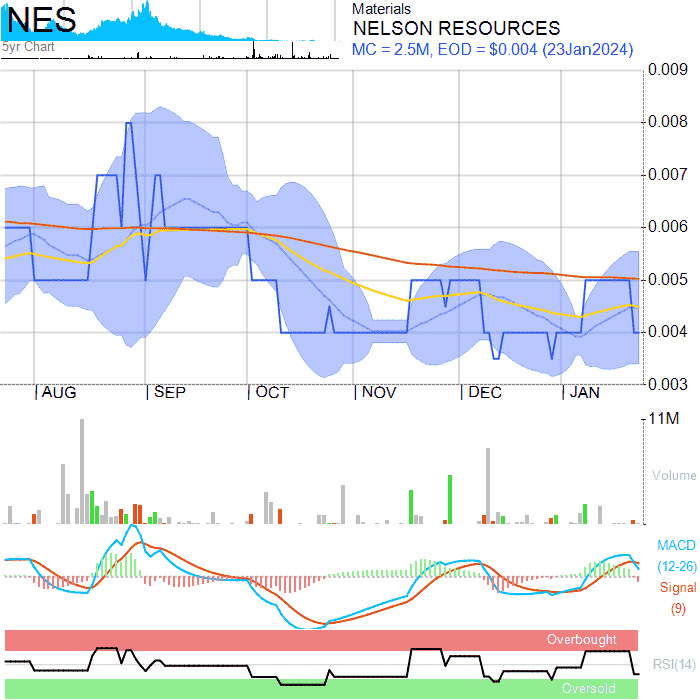 NES
5yr Chart
Materials
NELSON RESOURCES
MC = 2.5M, EOD = $0.004 (23Jan2024)
0.009
0.008
0.007
0.006
0.005
0.004
0.003
AUG SEP OCT NOV DEC JAN
11M
Volume
MACD
(12-26)
Signal
(9)
Overbought
RSI(14)
Oversold